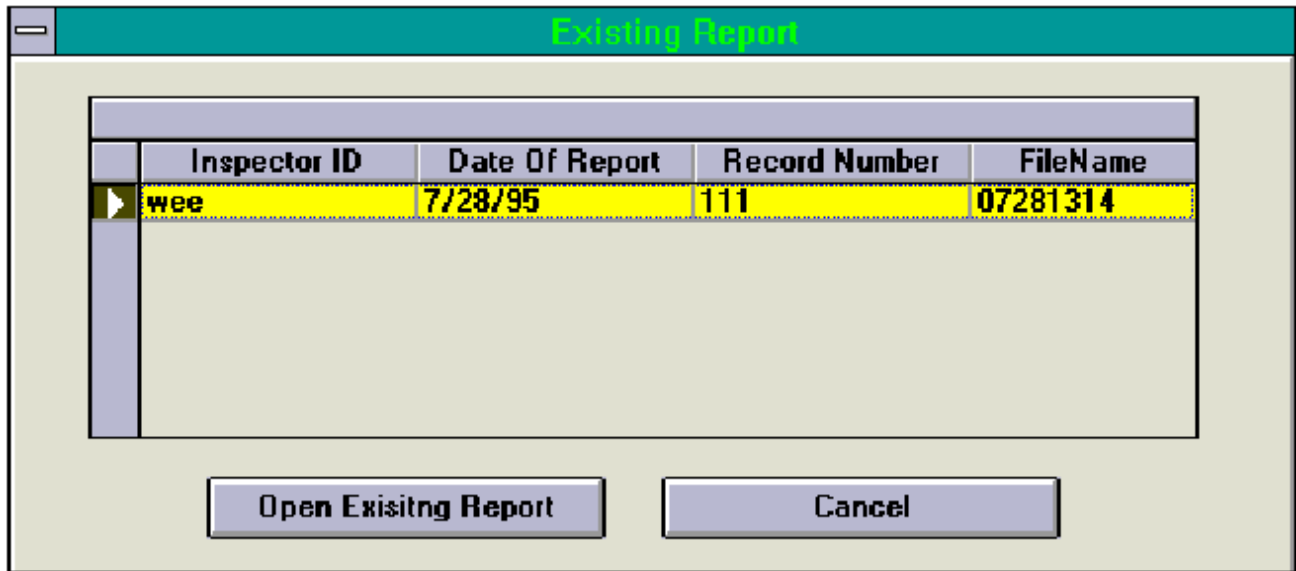 Existing Report
Inspector ID Date Of Report Record Number FileName
wee 7/28/95 111 07281314
Open Exisitng Report Cancel